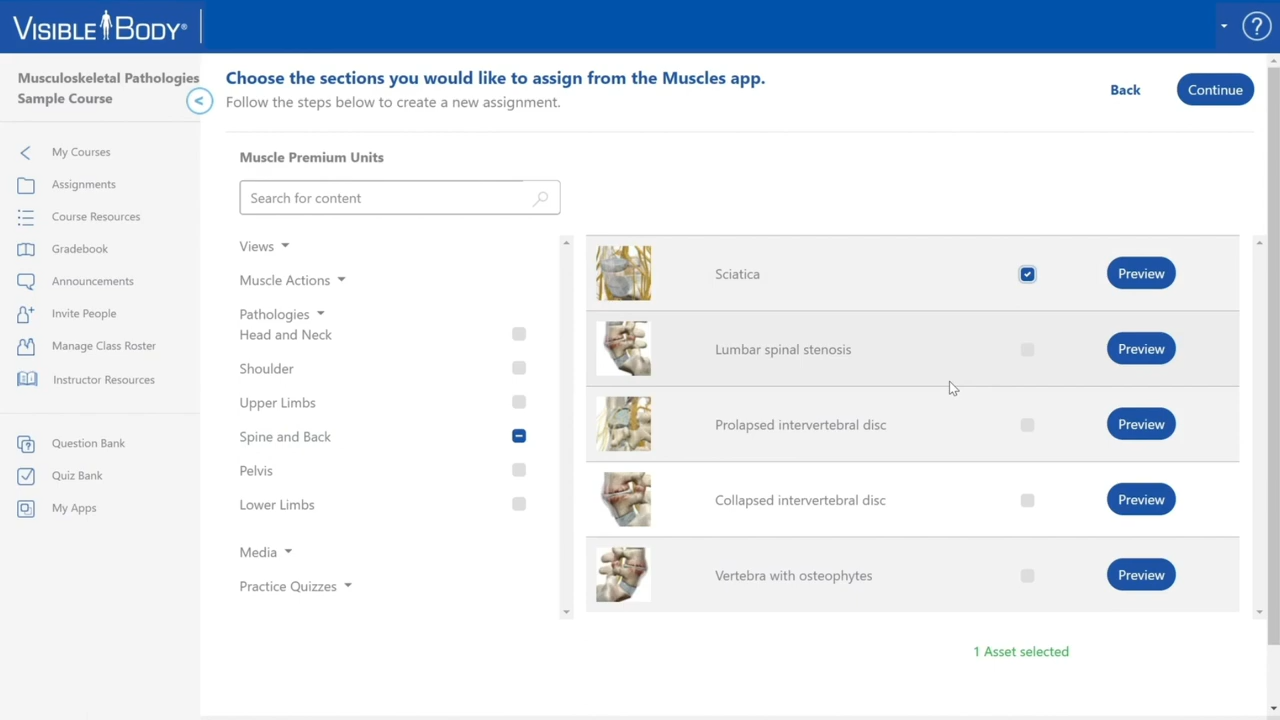 VISIBLE BODY®
?
Musculoskeletal Pathologies
Sample Course
<
My Courses
Assignments
Course Resources
Gradebook
Announcements
Invite People
Manage Class Roster
Instructor Resources
Question Bank
Quiz Bank
My Apps
Choose the sections you would like to assign from the Muscles app.
Follow the steps below to create a new assignment.
Back
Continue
Muscle Premium Units
Search for content
Views
Muscle Actions
Pathologies
Head and Neck
Shoulder
Upper Limbs
Spine and Back
Pelvis
Lower Limbs
Media
Practice Quizzes
Sciatica Preview
Lumbar spinal stenosis Preview
Prolapsed intervertebral disc Preview
Collapsed intervertebral disc Preview
Vertebra with osteophytes Preview
1 Asset selected